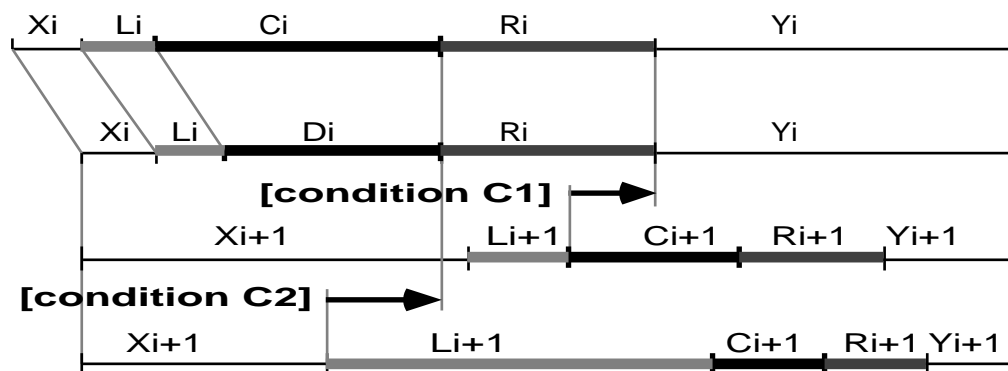 Xi Li Ci Ri Yi
Xi Li Di Ri Yi
[condition C1]
Xi+1 Li+1 Ci+1 Ri+1 Yi+1
[condition C2]
Xi+1 Li+1 Ci+1 Ri+1 Yi+1